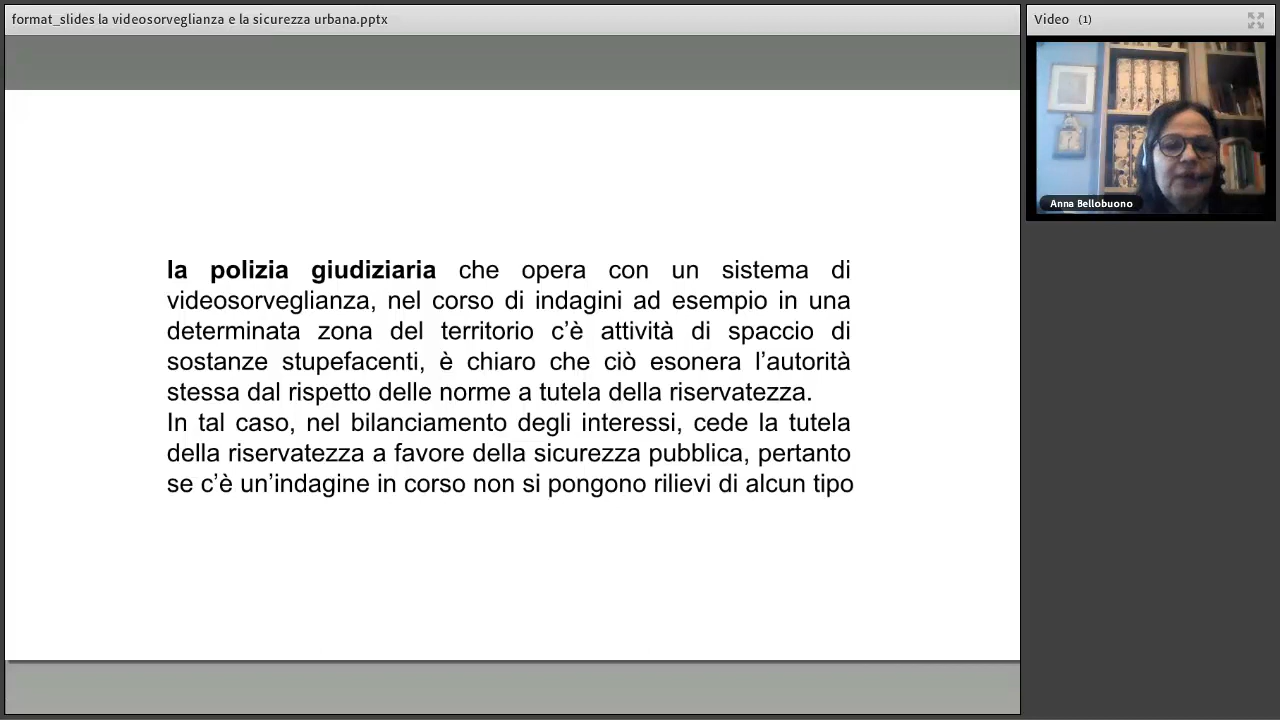 format_slides la videosorveglianza e la sicurezza urbana.pptx
Video (1)
Anna Bellobuono
la polizia giudiziaria che opera con un sistema di
videosorveglianza, nel corso di indagini ad esempio in una
determinata zona del territorio c’è attività di spaccio di
sostanze stupefacenti, è chiaro che ciò esonera l’autorità
stessa dal rispetto delle norme a tutela della riservatezza.
In tal caso, nel bilanciamento degli interessi, cede la tutela
della riservatezza a favore della sicurezza pubblica, pertanto
se c’è un’indagine in corso non si pongono rilievi di alcun tipo